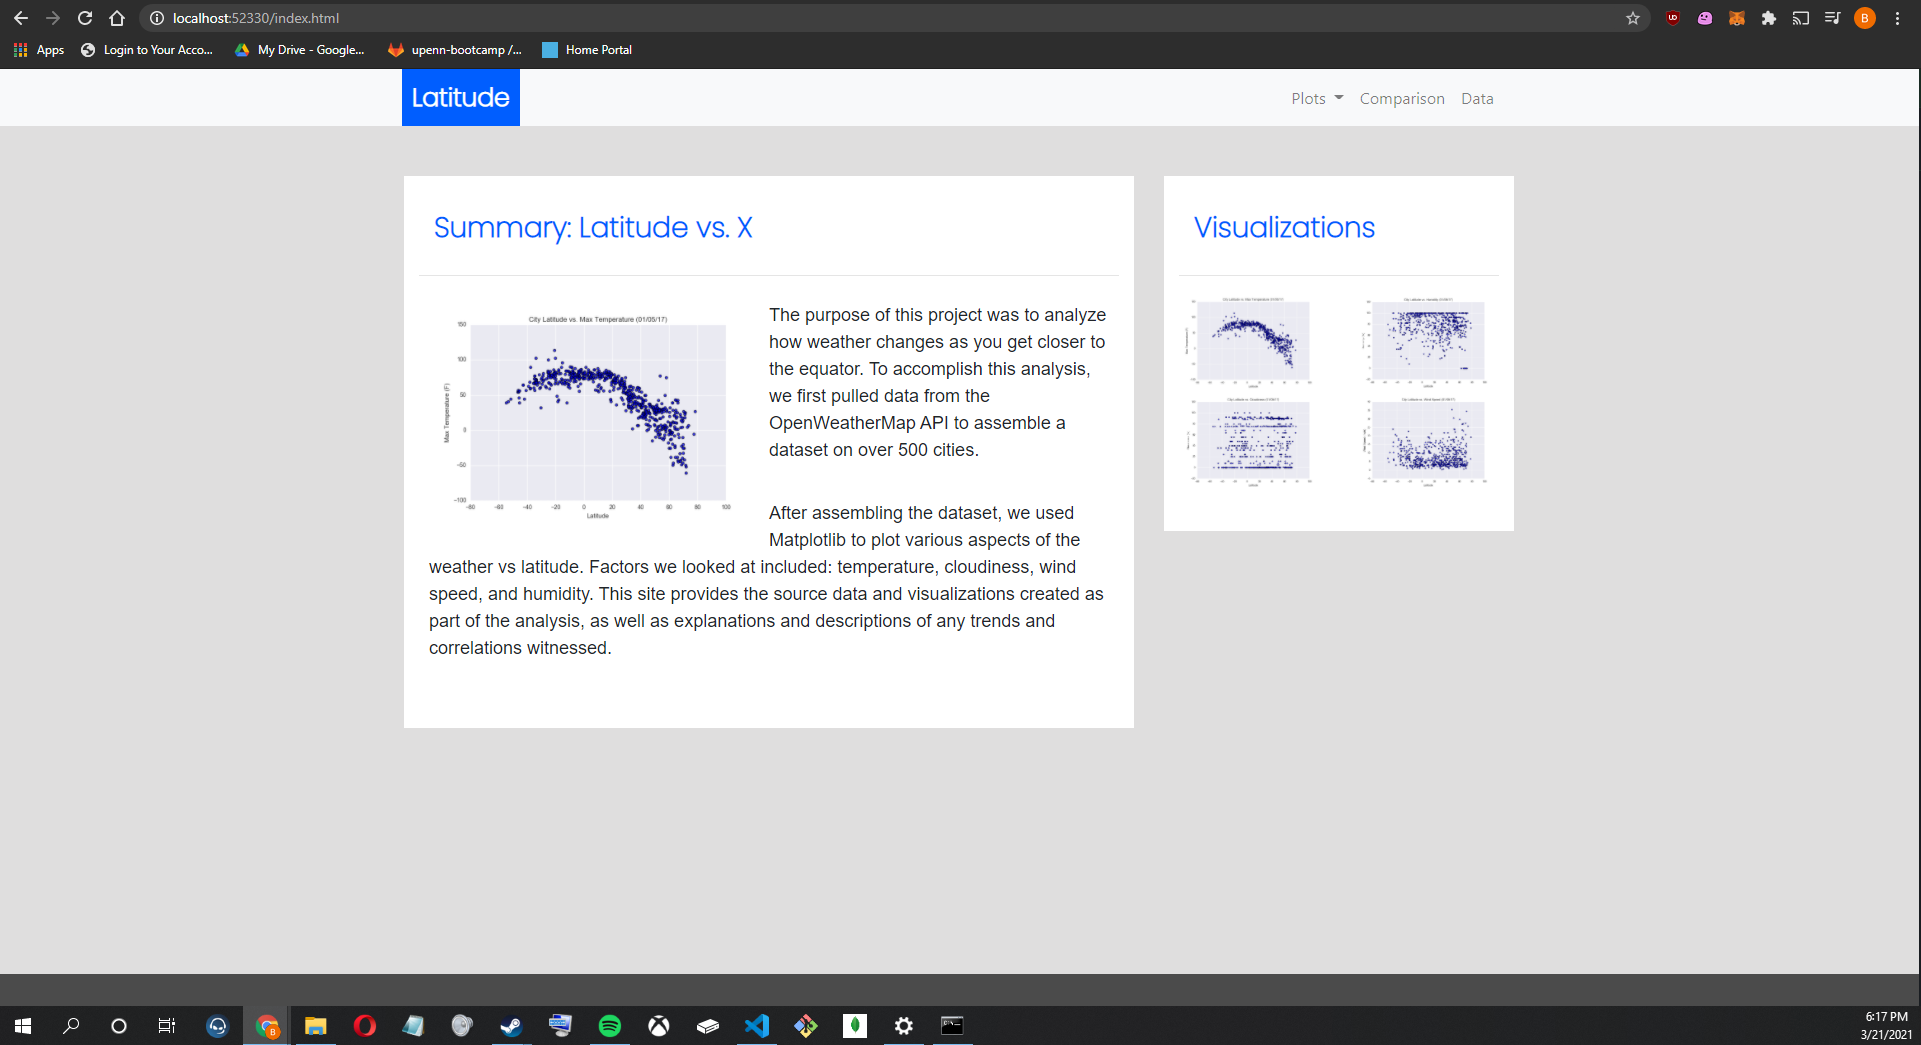 localhost:52330/index.html
B
Apps
Login to Your Acco...
My Drive - Google...
upenn-bootcamp /...
Home Portal
Latitude
Plots
Comparison
Data
Summary: Latitude vs. X
City Latitude vs. Max Temperature (01/05/17)
Max Temperature (F)
150
100
50
0
−50
−100
−80 −60 −40 −20 0 20 40 60 80 100
Latitude
The purpose of this project was to analyze
how weather changes as you get closer to
the equator. To accomplish this analysis,
we first pulled data from the
OpenWeatherMap API to assemble a
dataset on over 500 cities.
After assembling the dataset, we used
Matplotlib to plot various aspects of the
weather vs latitude. Factors we looked at included: temperature, cloudiness, wind
speed, and humidity. This site provides the source data and visualizations created as
part of the analysis, as well as explanations and descriptions of any trends and
correlations witnessed.
Visualizations
6:17 PM
3/21/2021